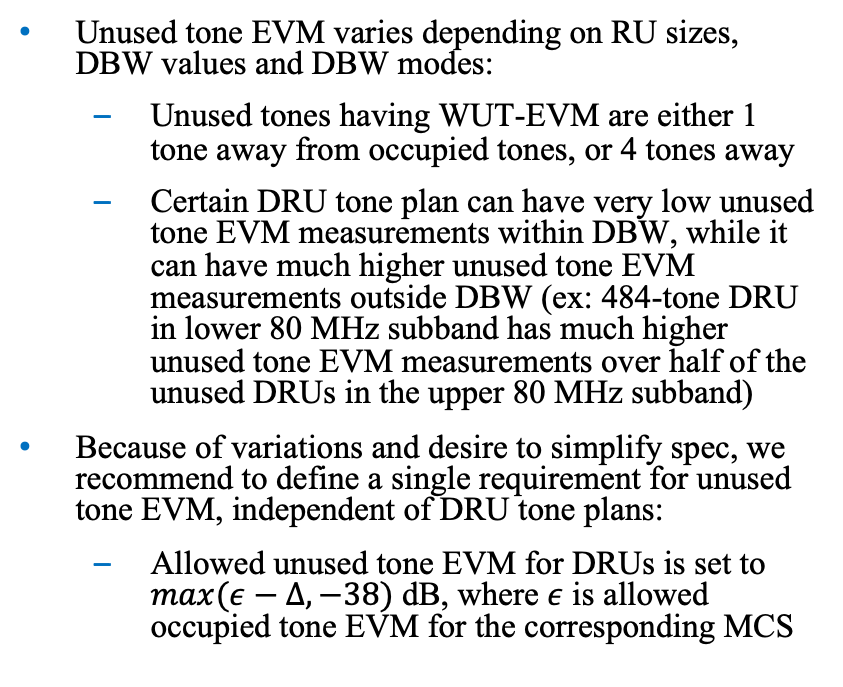 • Unused tone EVM varies depending on RU sizes,
DBW values and DBW modes:
– Unused tones having WUT-EVM are either 1
tone away from occupied tones, or 4 tones away
– Certain DRU tone plan can have very low unused
tone EVM measurements within DBW, while it
can have much higher unused tone EVM
measurements outside DBW (ex: 484-tone DRU
in lower 80 MHz subband has much higher
unused tone EVM measurements over half of the
unused DRUs in the upper 80 MHz subband)
• Because of variations and desire to simplify spec, we
recommend to define a single requirement for unused
tone EVM, independent of DRU tone plans:
– Allowed unused tone EVM for DRUs is set to
max(ϵ − Δ, −38) dB, where ϵ is allowed
occupied tone EVM for the corresponding MCS